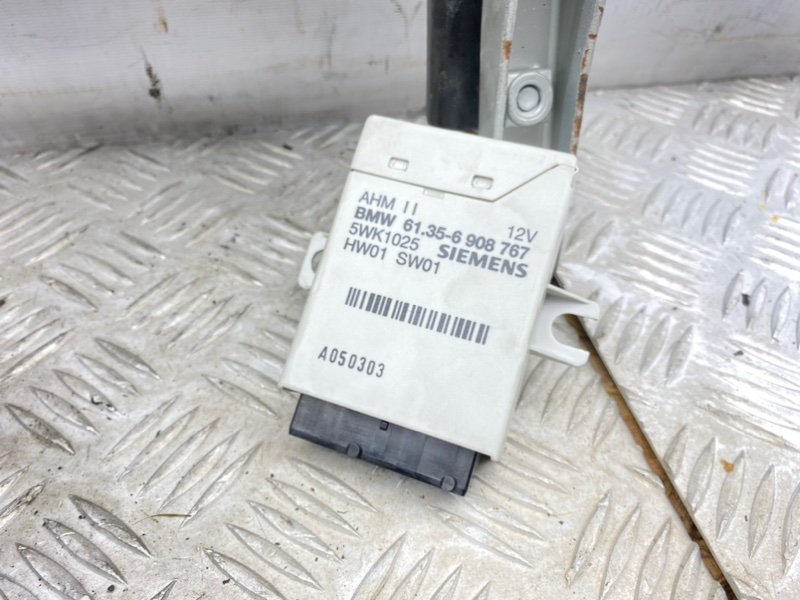 AHM II 12V
BMW 61.35-6 908 767
5WK1025 SIEMENS
HW01 SW01
A050303